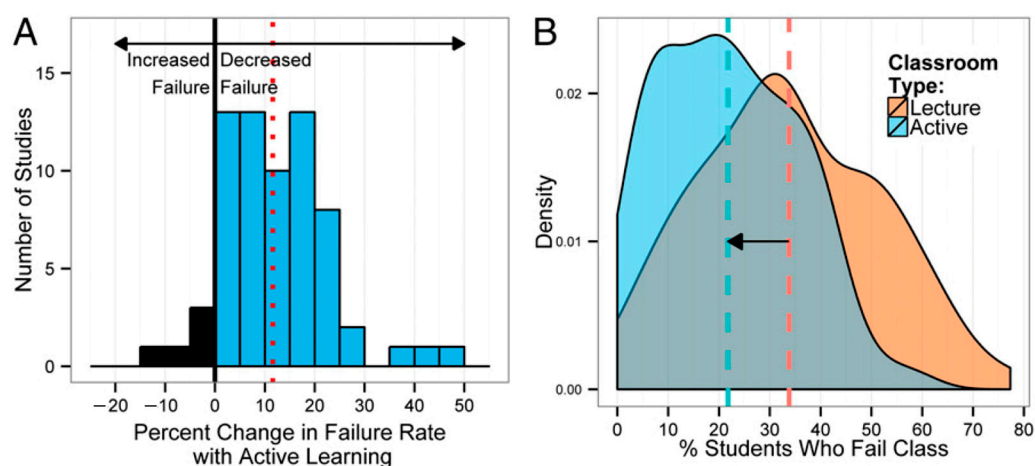 A
Increased
Failure
Decreased
Failure
15
10
5
0
Number of Studies
−20
−10
0
10
20
30
40
50
Percent Change in Failure Rate
with Active Learning
B
Classroom
Type:
Lecture
Active
0.02
0.01
0.00
Density
0
10
20
30
40
50
60
70
80
% Students Who Fail Class